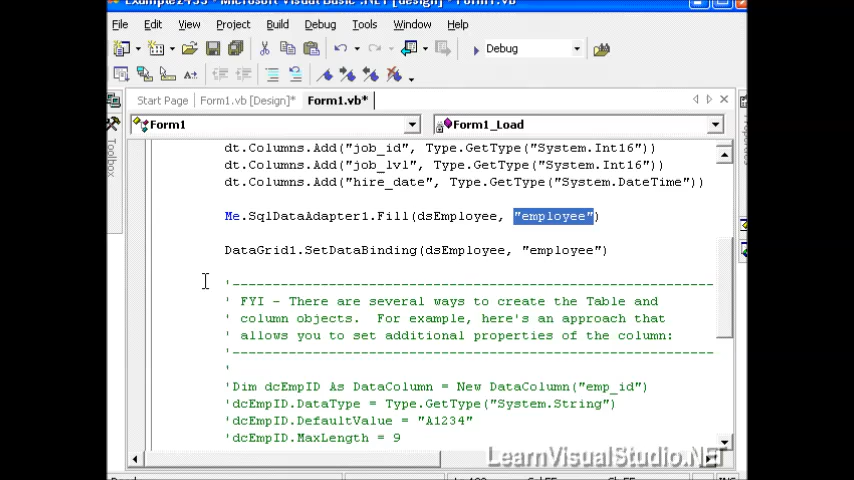 Example2433 - Microsoft Visual Basic .NET [design] - Form1.vb*
File Edit View Project Build Debug Tools Window Help
Debug
Start Page Form1.vb [Design]* Form1.vb*
Form1 Form1_Load
Toolbox
dt.Columns.Add("job_id", Type.GetType("System.Int16"))
dt.Columns.Add("job_lvl", Type.GetType("System.Int16"))
dt.Columns.Add("hire_date", Type.GetType("System.DateTime"))
Me.SqlDataAdapter1.Fill(dsEmployee, "employee")
DataGrid1.SetDataBinding(dsEmployee, "employee")
'---------------------------------------------------------
' FYI - There are several ways to create the Table and
' column objects. For example, here's an approach that
' allows you to set additional properties of the column:
'---------------------------------------------------------
'
'Dim dcEmpID As DataColumn = New DataColumn("emp_id")
'dcEmpID.DataType = Type.GetType("System.String")
'dcEmpID.DefaultValue = "A1234"
'dcEmpID.MaxLength = 9
LearnVisualStudio.NET